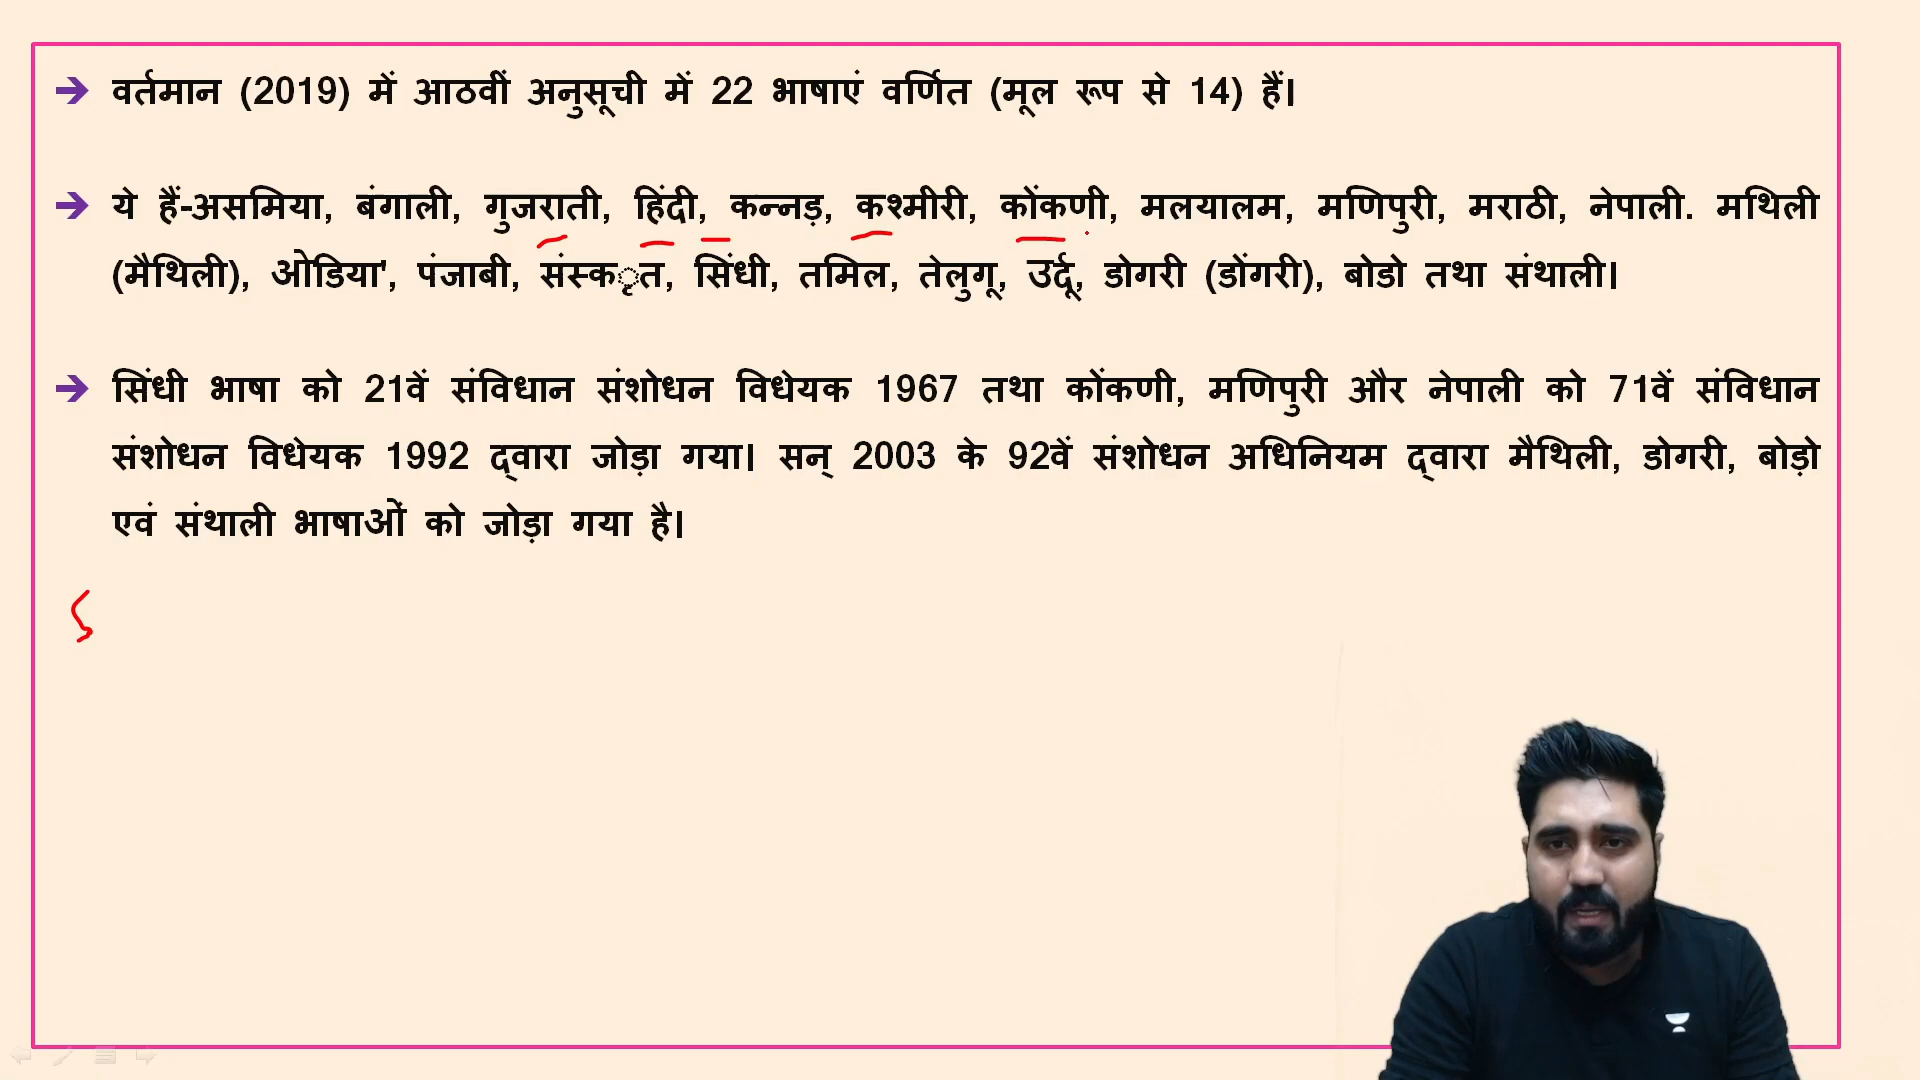 वर्तमान (2019) में आठवीं अनुसूची में 22 भाषाएं वर्णित (मूल रूप से 14) हैं।
ये हैं-असमिया, बंगाली, गुजराती, हिंदी, कन्नड़, कश्मीरी, कोंकणी, मलयालम, मणिपुरी, मराठी, नेपाली. मथिली
(मैथिली), ओडिया', पंजाबी, संस्कृत, सिंधी, तमिल, तेलुगू, उर्दू, डोगरी (डोंगरी), बोडो तथा संथाली।
सिंधी भाषा को 21वें संविधान संशोधन विधेयक 1967 तथा कोंकणी, मणिपुरी और नेपाली को 71वें संविधान
संशोधन विधेयक 1992 द्वारा जोड़ा गया। सन् 2003 के 92वें संशोधन अधिनियम द्वारा मैथिली, डोगरी, बोड़ो
एवं संथाली भाषाओं को जोड़ा गया है।